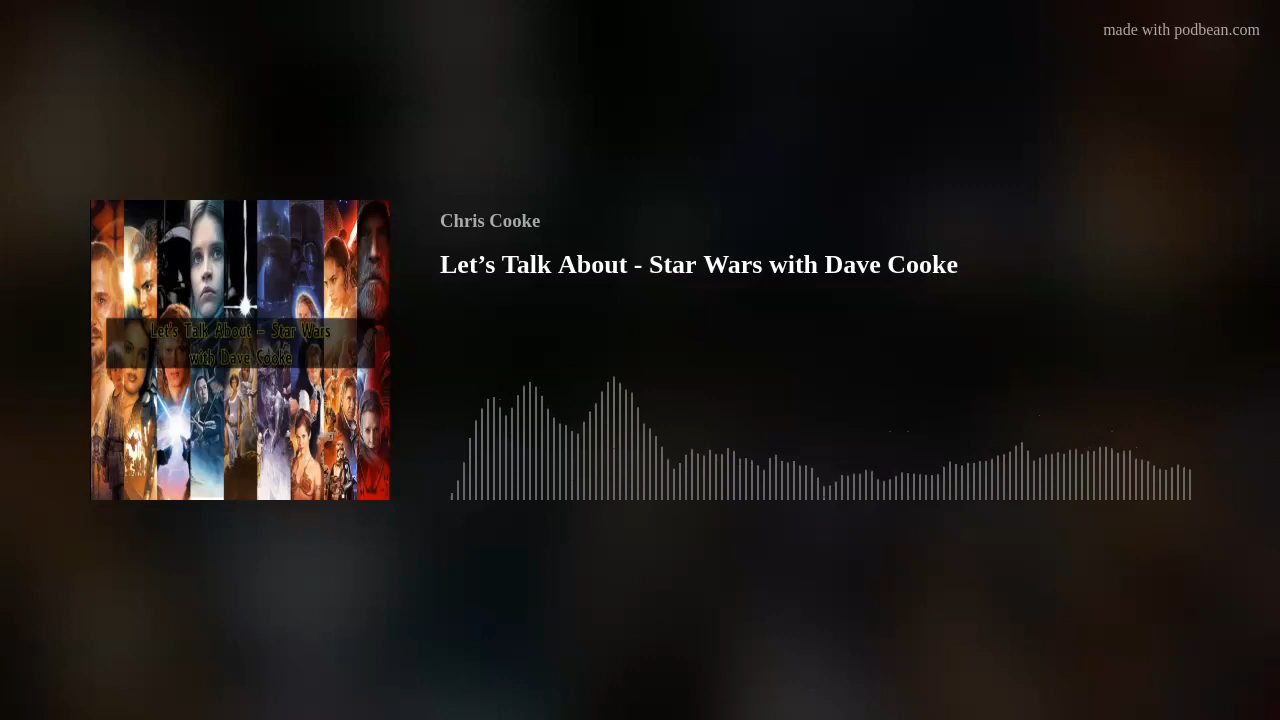 made with podbean.com
Chris Cooke
Let’s Talk About - Star Wars with Dave Cooke
Let's Talk About - Star Wars
with Dave Cooke